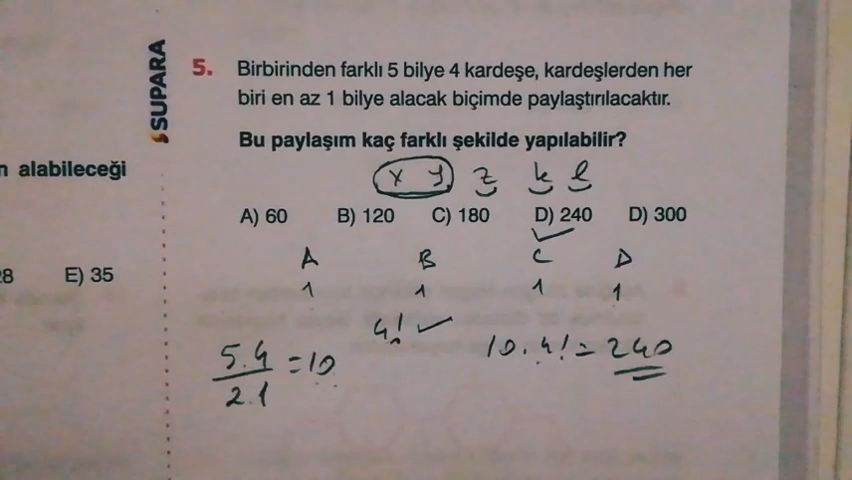 SUPARA
5. Birbirinden farklı 5 bilye 4 kardeşe, kardeşlerden her
biri en az 1 bilye alacak biçimde paylaştırılacaktır.
Bu paylaşım kaç farklı şekilde yapılabilir?
n alabileceği
x y z k l
A) 60 B) 120 C) 180 D) 240 D) 300
28 E) 35
A B C D
1 1 1 1
4!
5.4
2.1
=10
10.4!=240